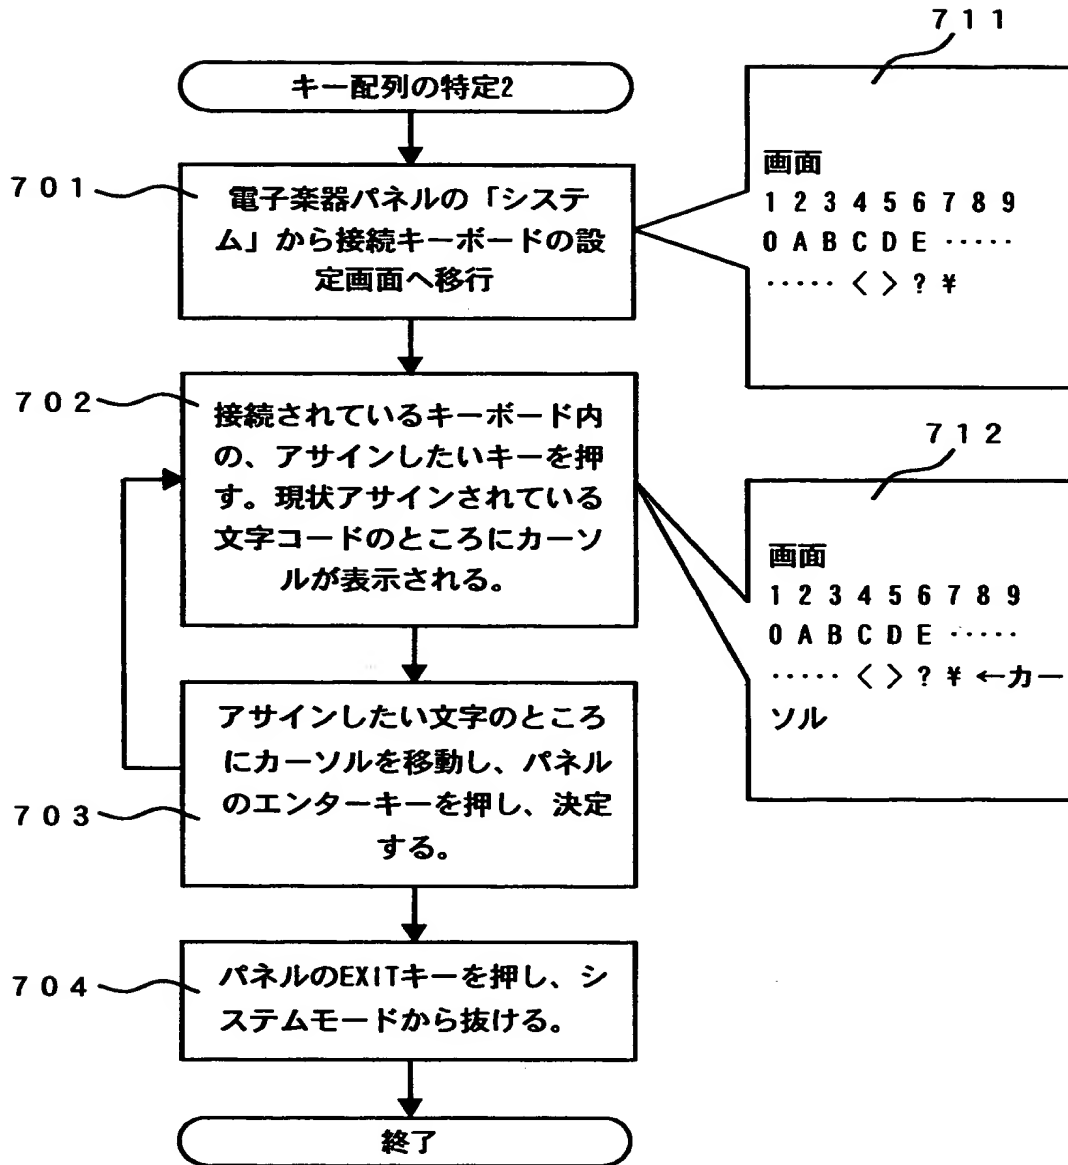 711
キー配列の特定2
701
電子楽器パネルの「システ
ム」から接続キーボードの設
定画面へ移行
画面
1 2 3 4 5 6 7 8 9
0 A B C D E ‥‥‥
‥‥‥ < > ? ¥
702
接続されているキーボード内
の、アサインしたいキーを押
す。現状アサインされている
文字コードのところにカーソ
ルが表示される。
712
画面
1 2 3 4 5 6 7 8 9
0 A B C D E ‥‥‥
‥‥‥ < > ? ¥ ←カー
ソル
703
アサインしたい文字のところ
にカーソルを移動し、パネル
のエンターキーを押し、決定
する。
704
パネルのEXITキーを押し、シ
ステムモードから抜ける。
終了